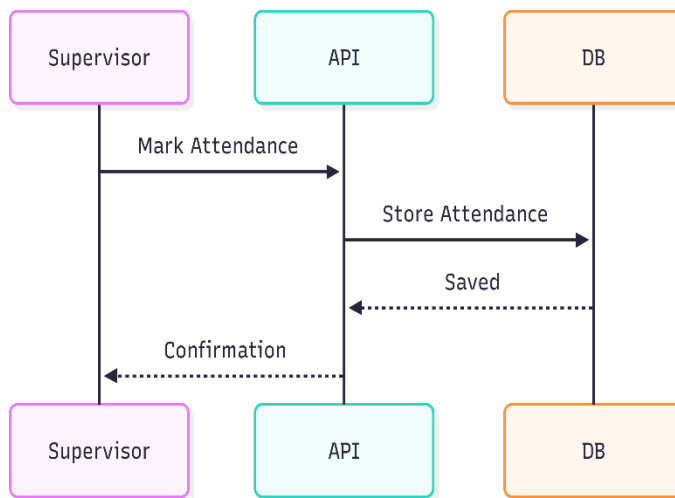 Supervisor API DB
Mark Attendance
Store Attendance
Saved
Confirmation
Supervisor API DB